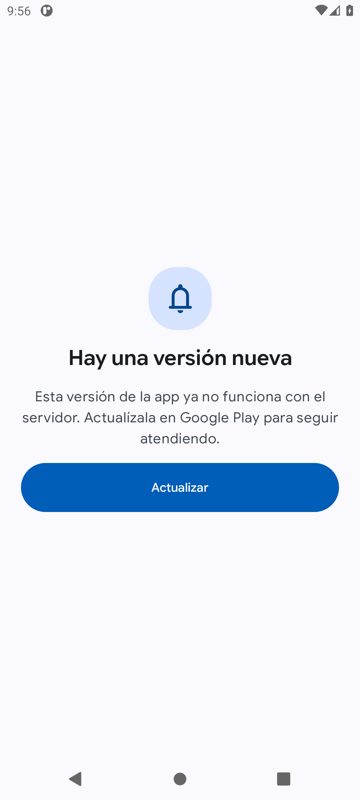 9:56
Hay una versión nueva
Esta versión de la app ya no funciona con el
servidor. Actualízala en Google Play para seguir
atendiendo.
Actualizar